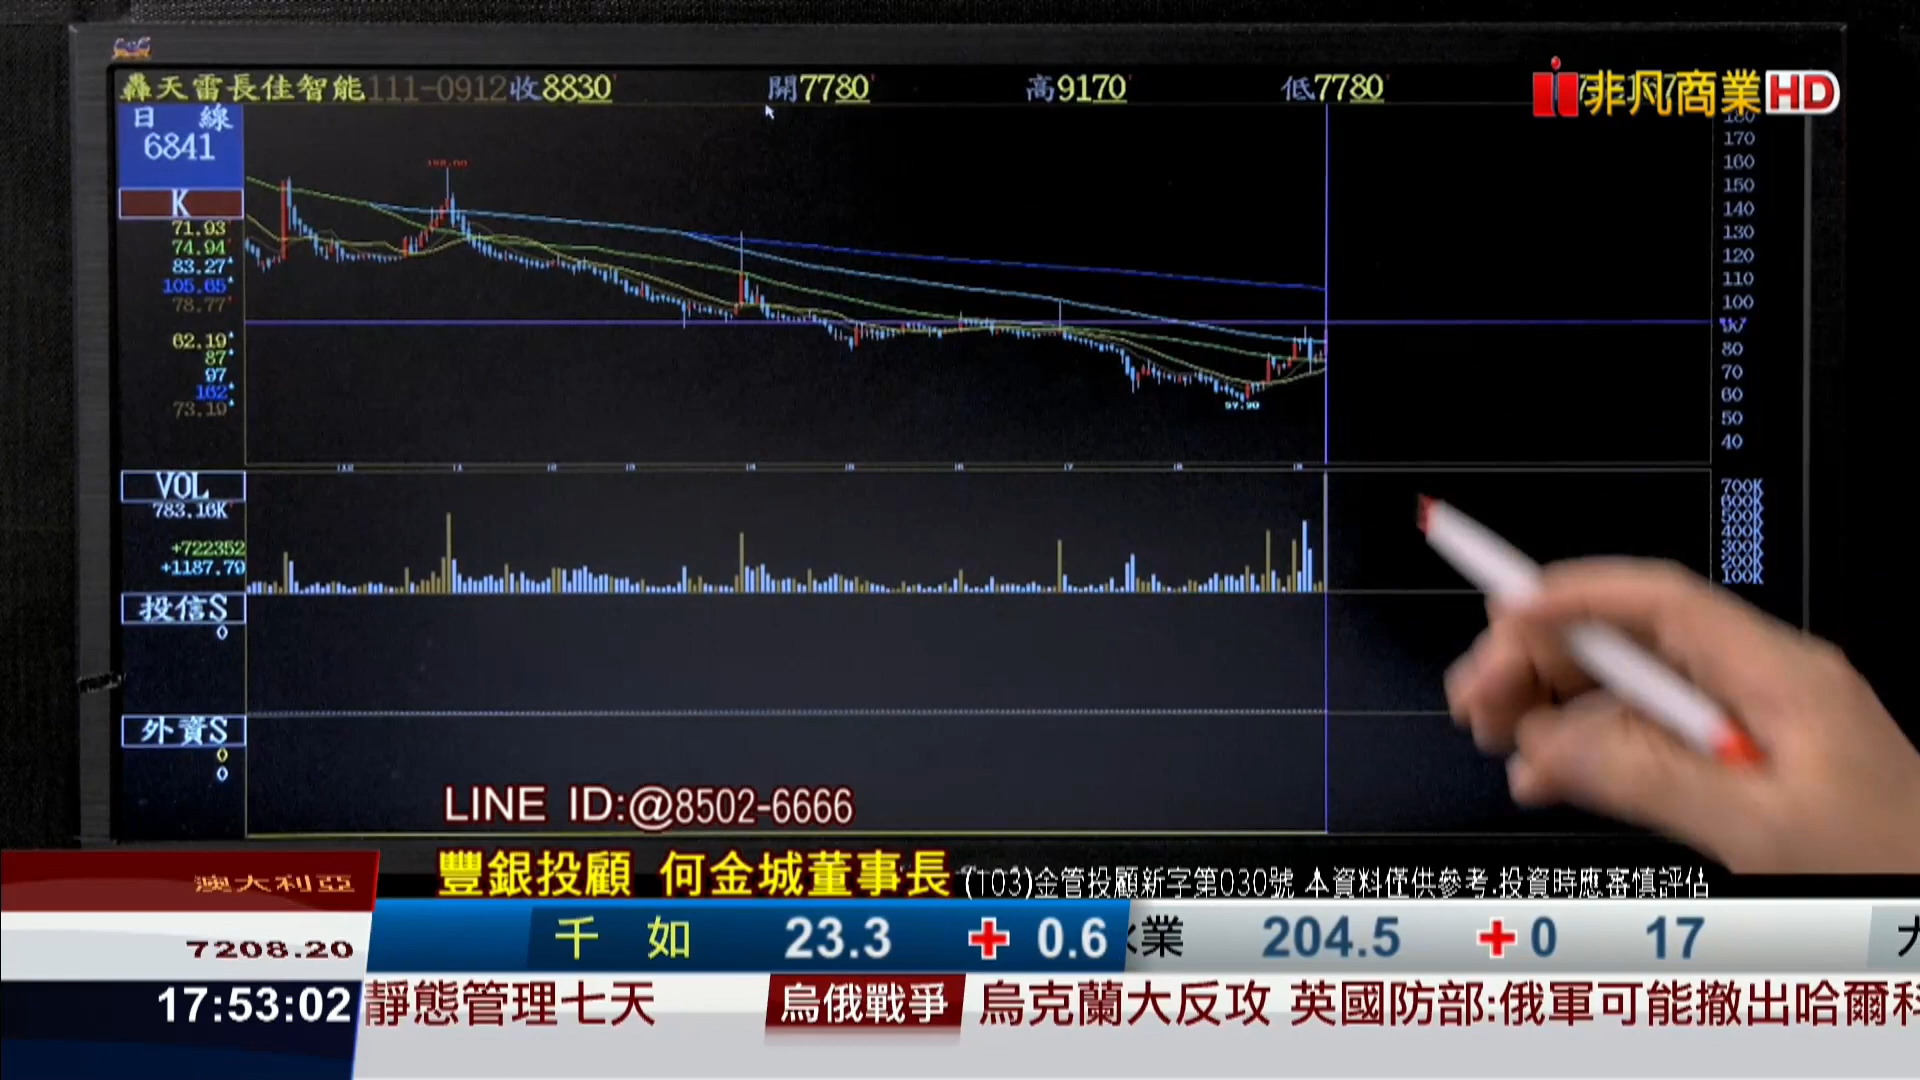 轟天雷長佳智能111-0912收8830 開7780 高9170 低7780
非凡商業HD
日 線
6841
K
71.93
74.94
83.27
105.65
78.77
62.19
87
97
162
73.19
180
170
160
150
140
130
120
110
100
90
80
70
60
50
40
VOL
783.16K
+722352
+1187.70
700K
600K
500K
400K
300K
200K
100K
投信S
0
外資S
0
0
LINE ID:@8502-6666
豐銀投顧 何金城董事長 (103)金管投顧新字第030號 本資料僅供參考.投資時應審慎評估
澳大利亞
7208.20
千 如 23.3 + 0.6 業 204.5 + 0 17
17:53:02
靜態管理七天 烏俄戰爭 烏克蘭大反攻 英國防部:俄軍可能撤出哈爾科